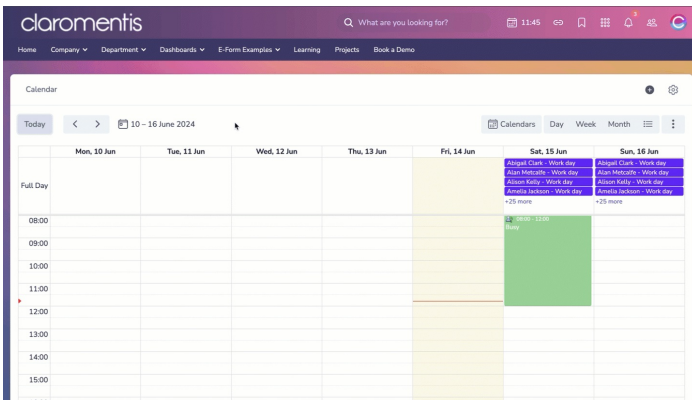 claromentis
What are you looking for?
11:45
3
Home Company Department Dashboards E-Form Examples Learning Projects Book a Demo
Calendar
Today
10 – 16 June 2024
Calendars Day Week Month
Mon, 10 Jun Tue, 11 Jun Wed, 12 Jun Thu, 13 Jun Fri, 14 Jun Sat, 15 Jun Sun, 16 Jun
Full Day
Abigail Clark - Work day Abigail Clark - Work day
Alan Metcalfe - Work day Alan Metcalfe - Work day
Alison Kelly - Work day Alison Kelly - Work day
Amelia Jackson - Work day Amelia Jackson - Work day
+25 more +25 more
08:00
Busy
09:00
10:00
11:00
12:00
13:00
14:00
15:00